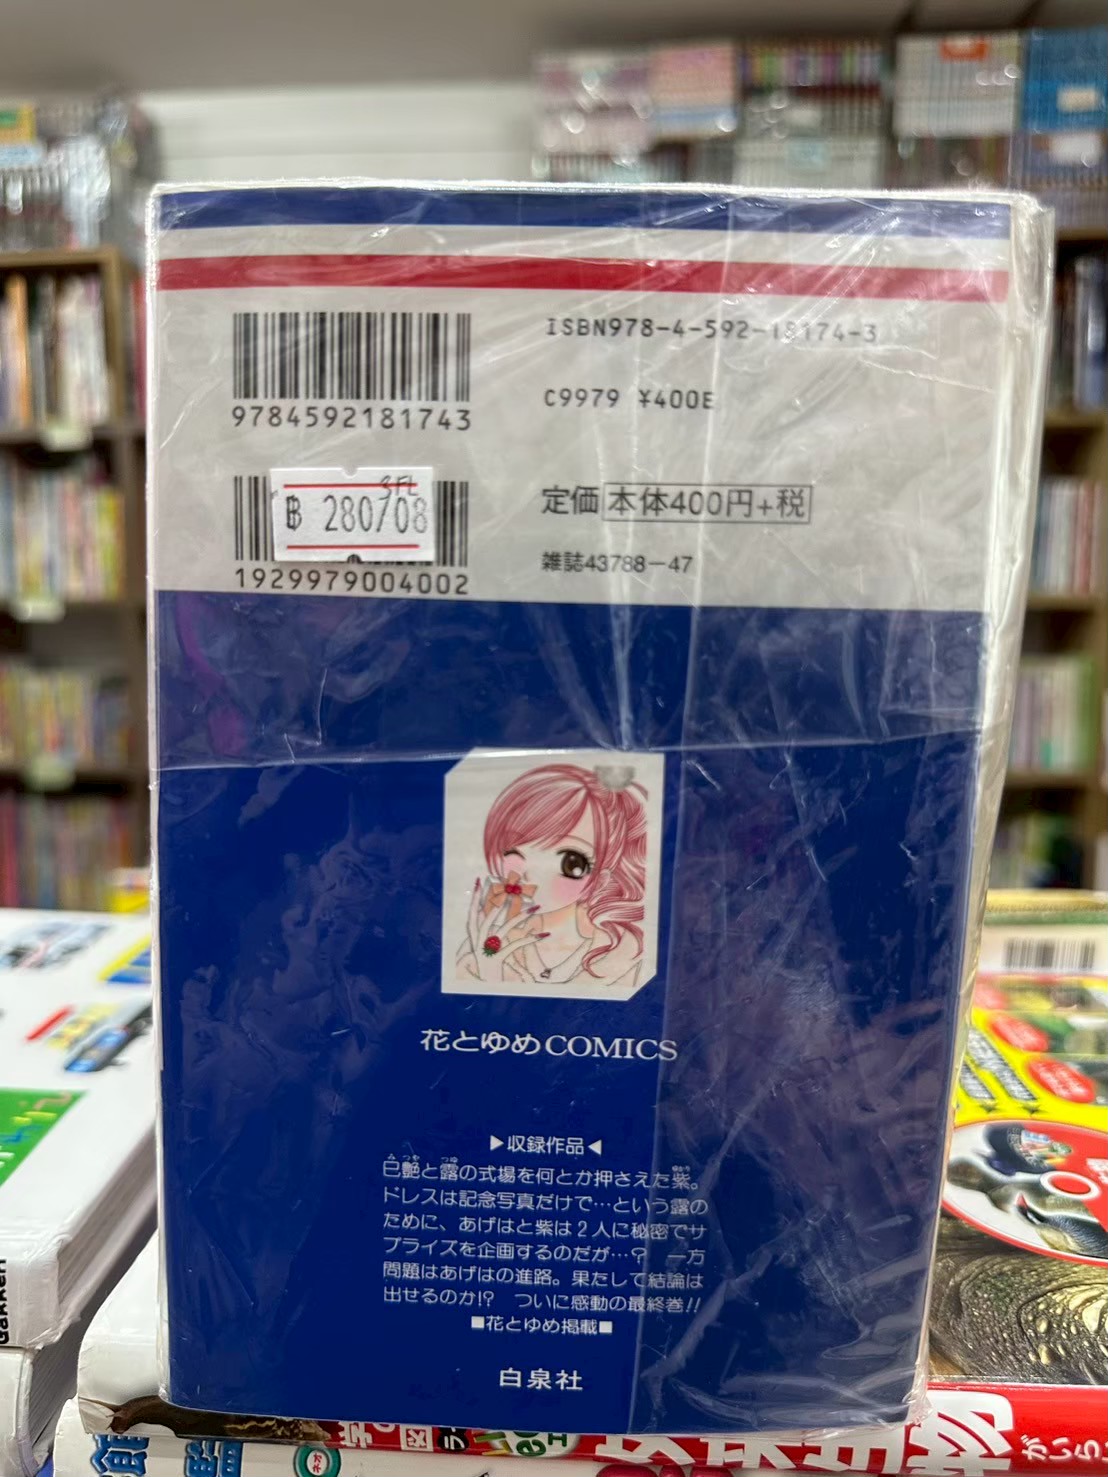 ISBN978-4-592-18174-3
9784592181743
C9979 ¥400E
฿ 280/08
定価 本体400円+税
雑誌43788-47
1929979004002
花とゆめCOMICS
▶収録作品◀
巳艶と露の式場を何とか押さえた紫。
ドレスは記念写真だけで…という露の
ために、あげはと紫は2人に秘密でサ
プライズを企画するのだが…? 一方
問題はあげはの進路。果たして結論は
出せるのか!? ついに感動の最終巻!!
■花とゆめ掲載■
白泉社
Gakken